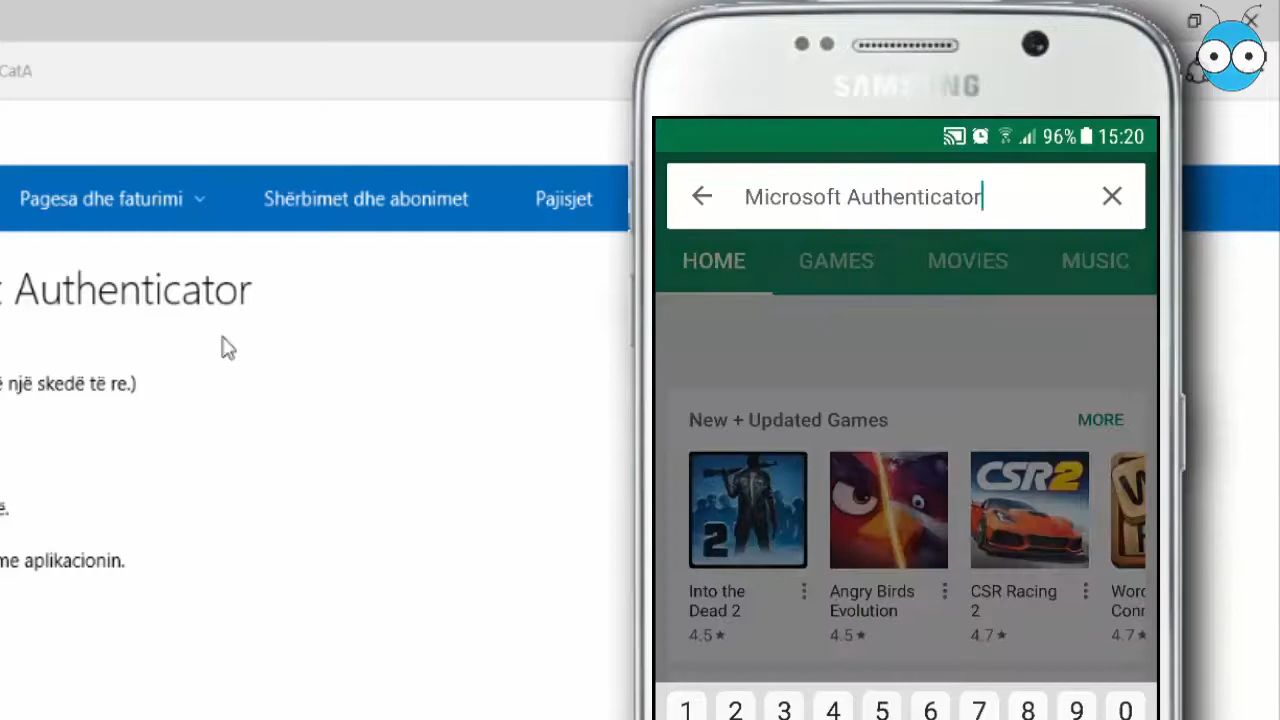 CatA
Pagesa dhe faturimi
Shërbimet dhe abonimet
Pajisjet
Authenticator
një skedë të re.)
me aplikacionin.
SAMSUNG
96% 15:20
Microsoft Authenticator
HOME GAMES MOVIES MUSIC
New + Updated Games MORE
2
CSR2
Into the
Dead 2
4.5★
Angry Birds
Evolution
4.5★
CSR Racing
2
4.7★
4.7★
1 2 3 4 5 6 7 8 9 0